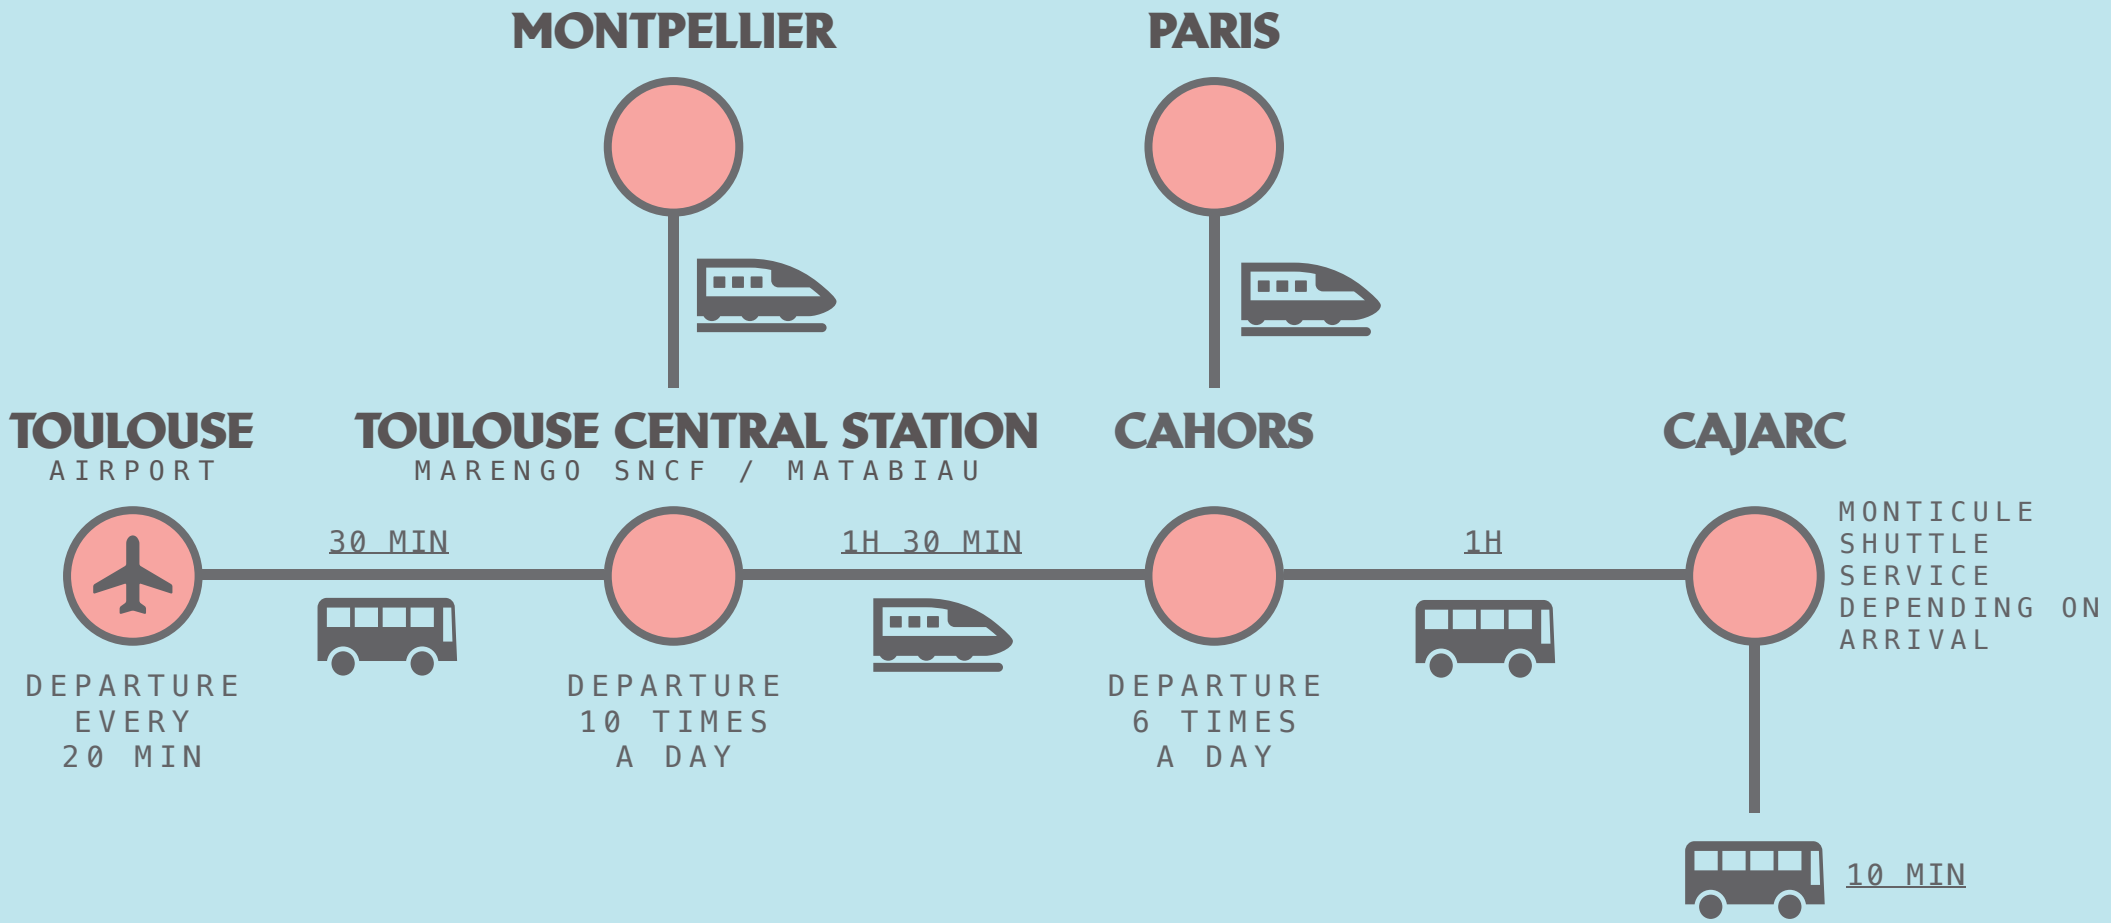 MONTPELLIER
PARIS
TOULOUSE
AIRPORT
TOULOUSE CENTRAL STATION
MARENGO SNCF / MATABIAU
CAHORS
CAJARC
30 MIN
1H 30 MIN
1H
MONTICULE
SHUTTLE
SERVICE
DEPENDING ON
ARRIVAL
DEPARTURE
EVERY
20 MIN
DEPARTURE
10 TIMES
A DAY
DEPARTURE
6 TIMES
A DAY
10 MIN